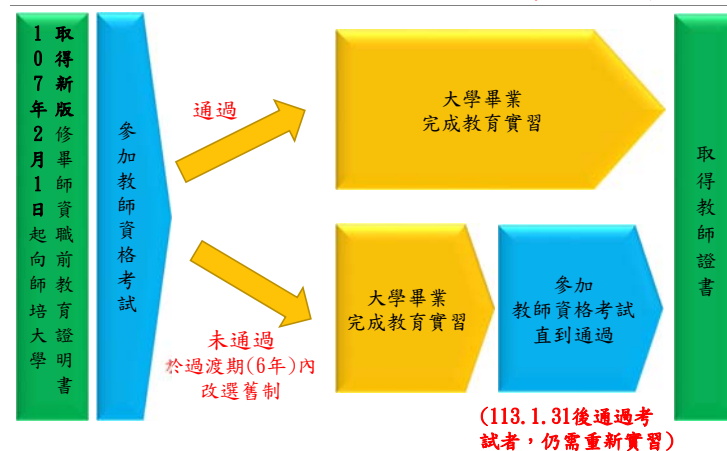 107年2月1日起向師培大學
取得新版修畢師資職前教育證明書
參加教師資格考試
通過
大學畢業
完成教育實習
未通過
於過渡期(6年)內
改選舊制
大學畢業
完成教育實習
參加
教師資格考試
直到通過
(113.1.31後通過考
試者，仍需重新實習)
取得教師證書